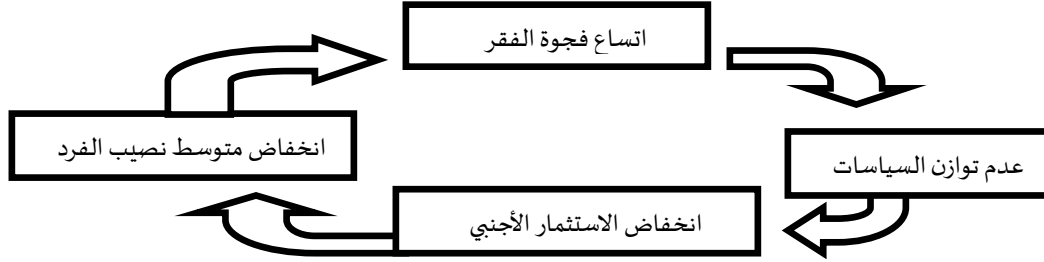 اتساع فجوة الفقر
عدم توازن السياسات
انخفاض الاستثمار الأجنبي
انخفاض متوسط نصيب الفرد